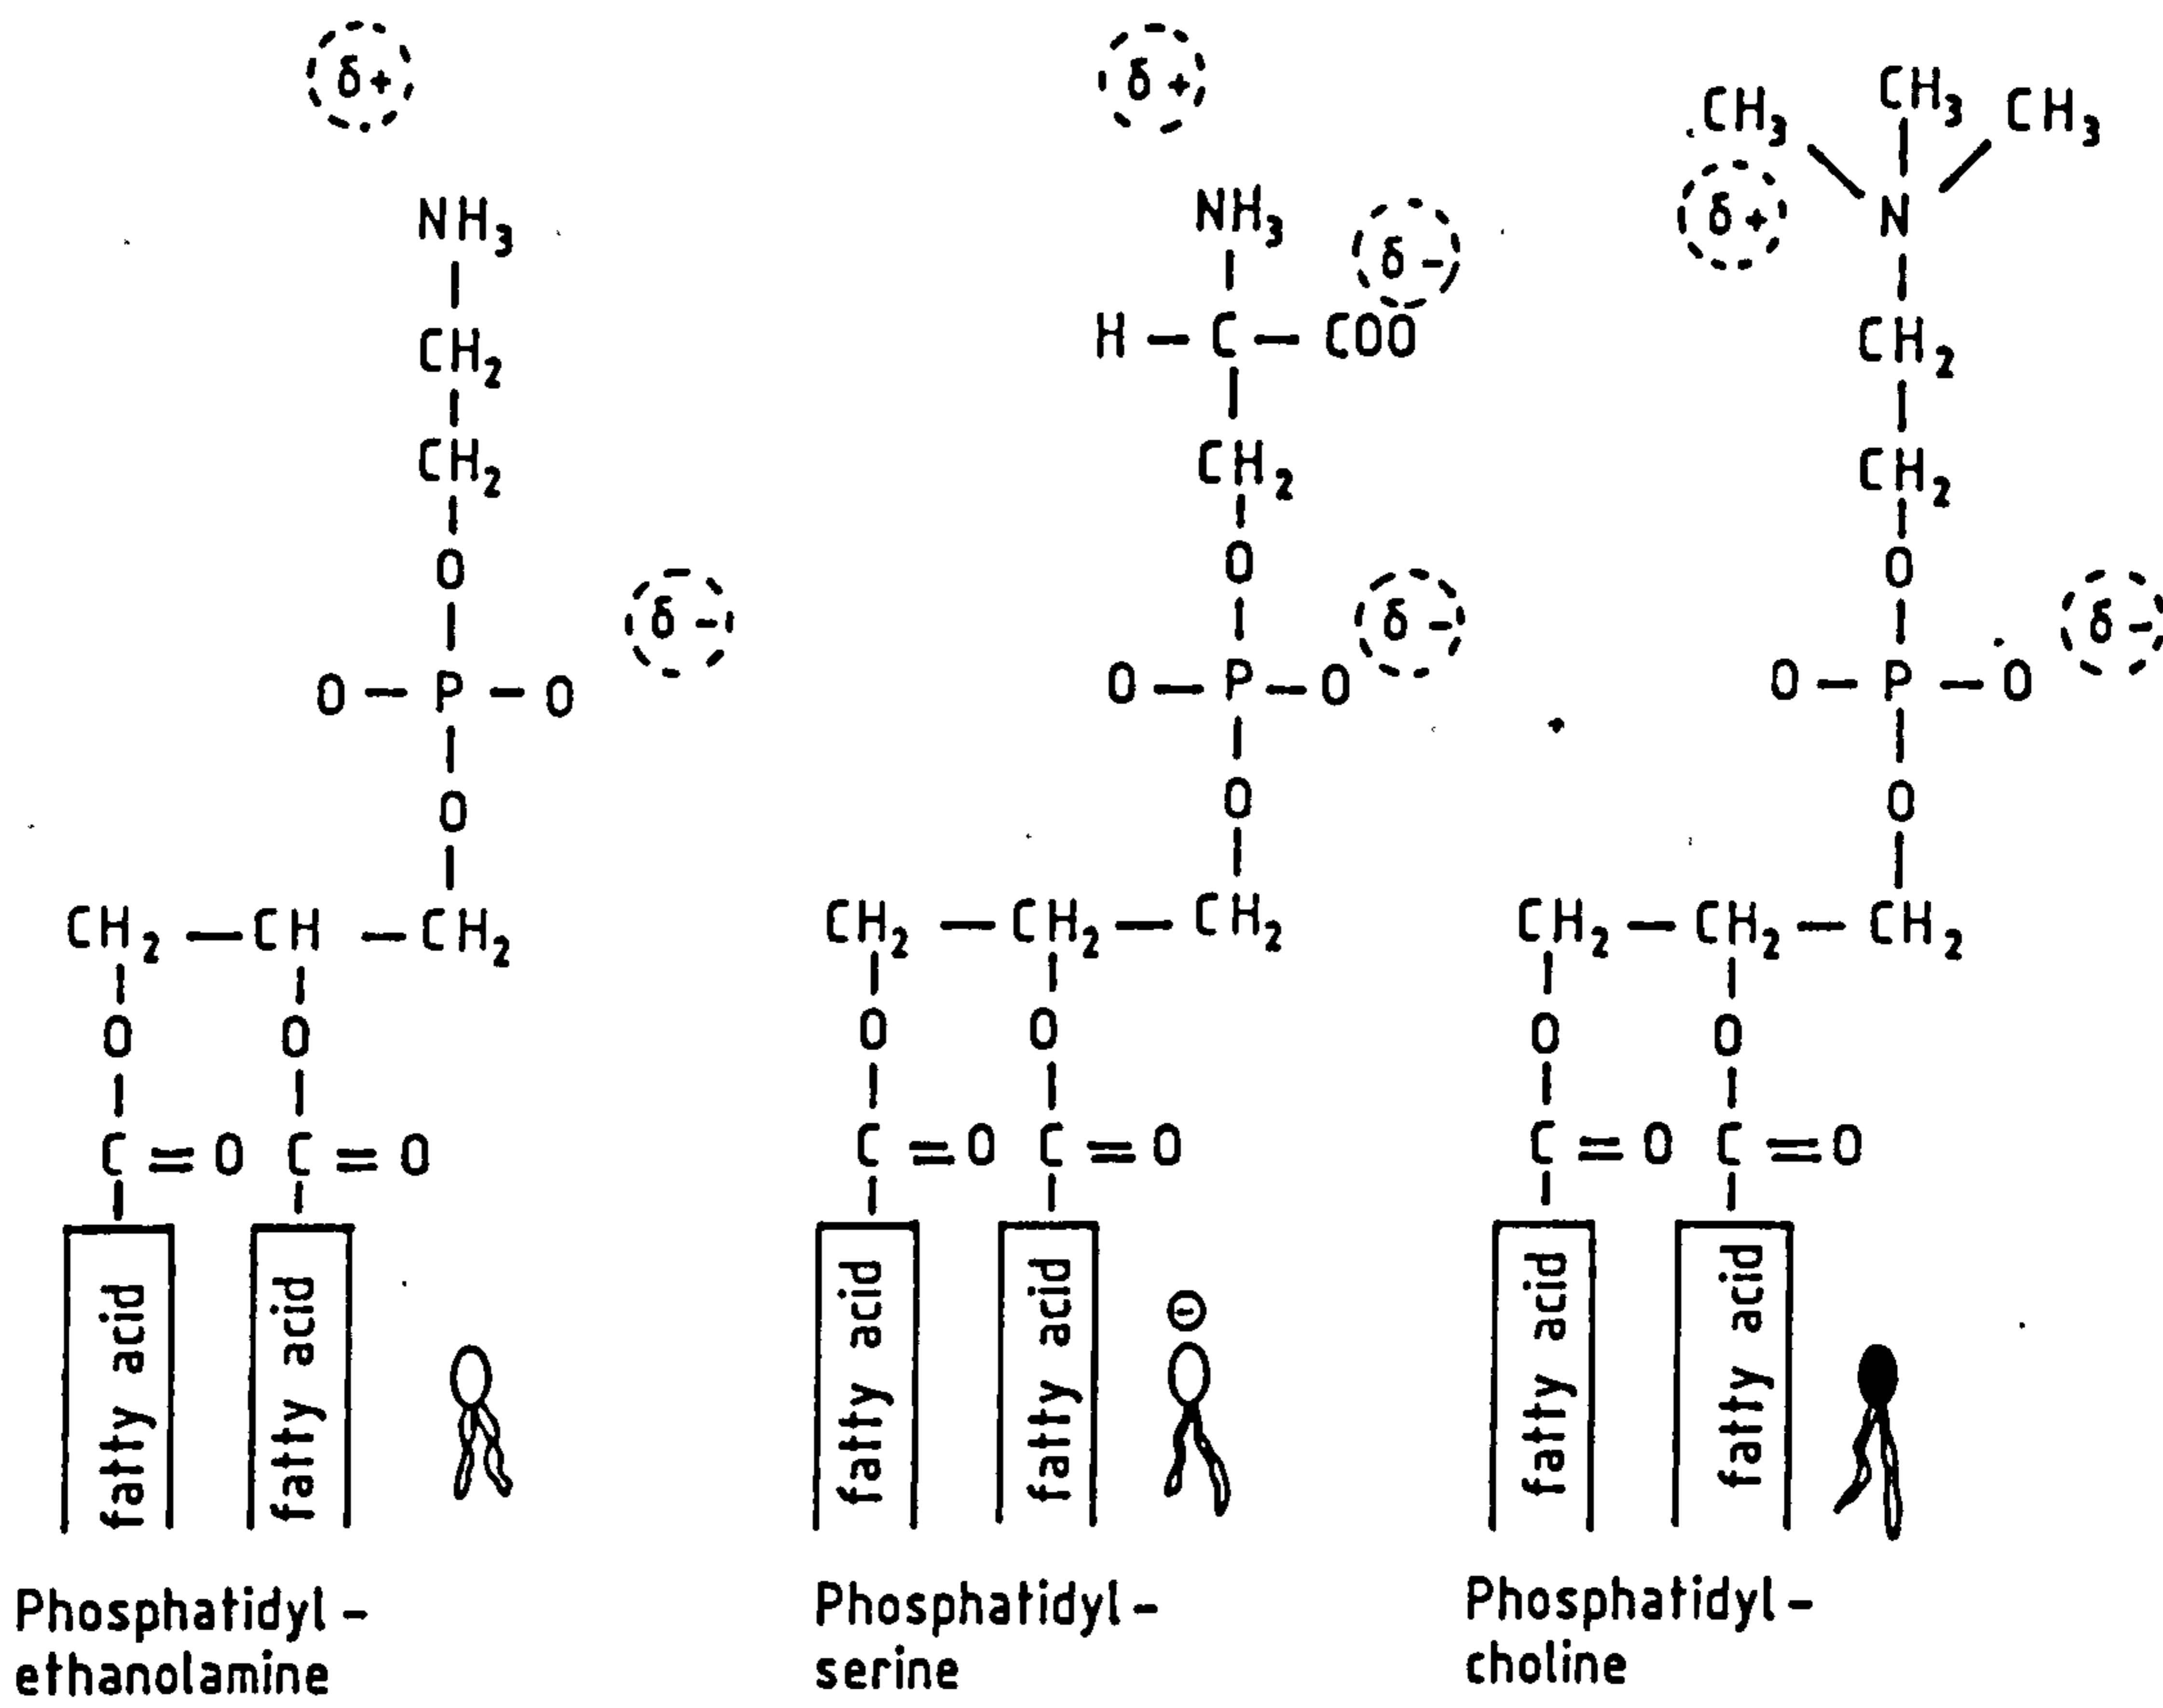 δ+
NH3
CH2
CH2
O
δ-
O - P - O
O
CH2 - CH - CH2
O O
C = O C = O
fatty acid
fatty acid
Phosphatidyl-
ethanolamine
δ+
NH3
δ-
H - C - COO
CH2
O
δ-
O - P - O
O
CH2 - CH2 - CH2
O O
C = O C = O
fatty acid
fatty acid
⊖
Phosphatidyl-
serine
CH3 CH3 CH3
δ+
N
CH2
CH2
O
δ-
O - P - O
O
CH2 - CH2 - CH2
O O
C = O C = O
fatty acid
fatty acid
Phosphatidyl-
choline